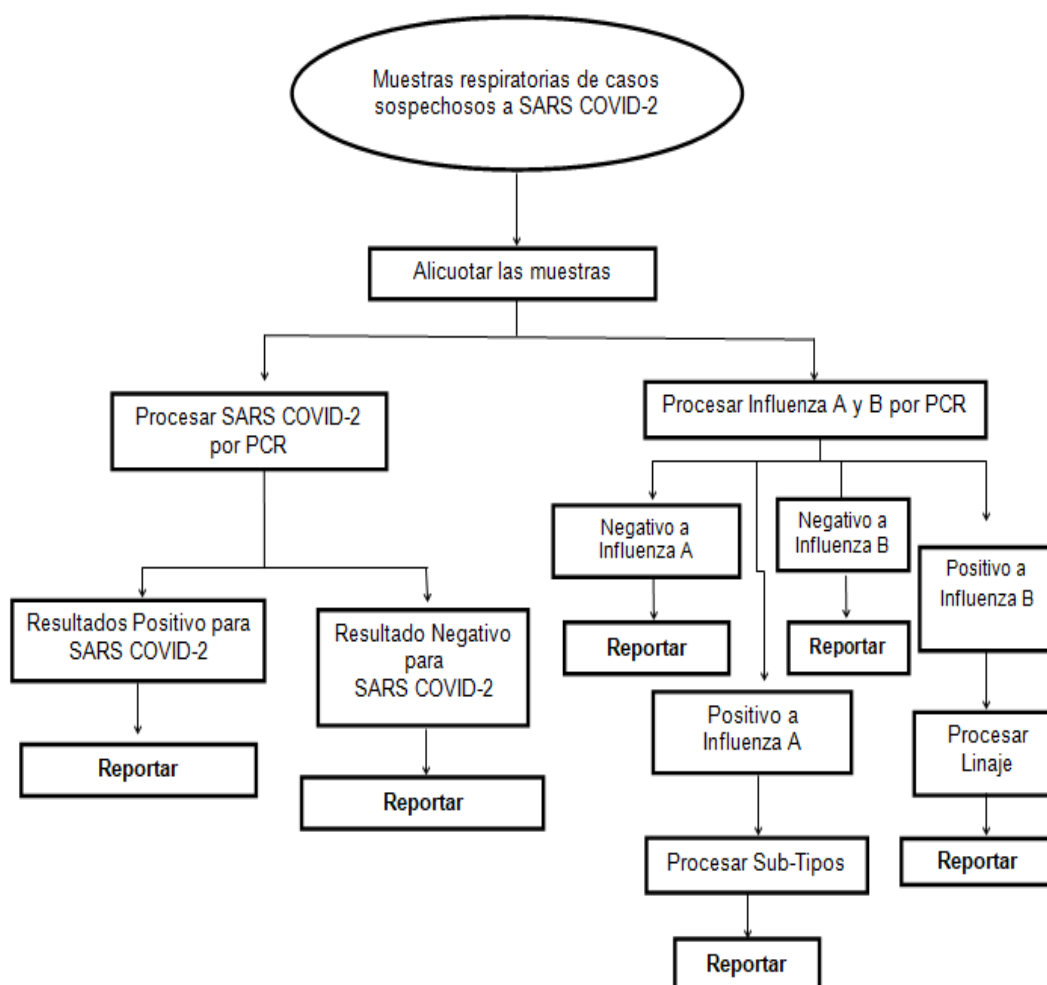 Muestras respiratorias de casos
sospechosos a SARS COVID-2
Alicuotar las muestras
Procesar SARS COVID-2
por PCR
Procesar Influenza A y B por PCR
Resultados Positivo para
SARS COVID-2
Reportar
Resultado Negativo
para
SARS COVID-2
Reportar
Negativo a
Influenza A
Reportar
Positivo a
Influenza A
Procesar Sub-Tipos
Reportar
Negativo a
Influenza B
Reportar
Positivo a
Influenza B
Procesar
Linaje
Reportar